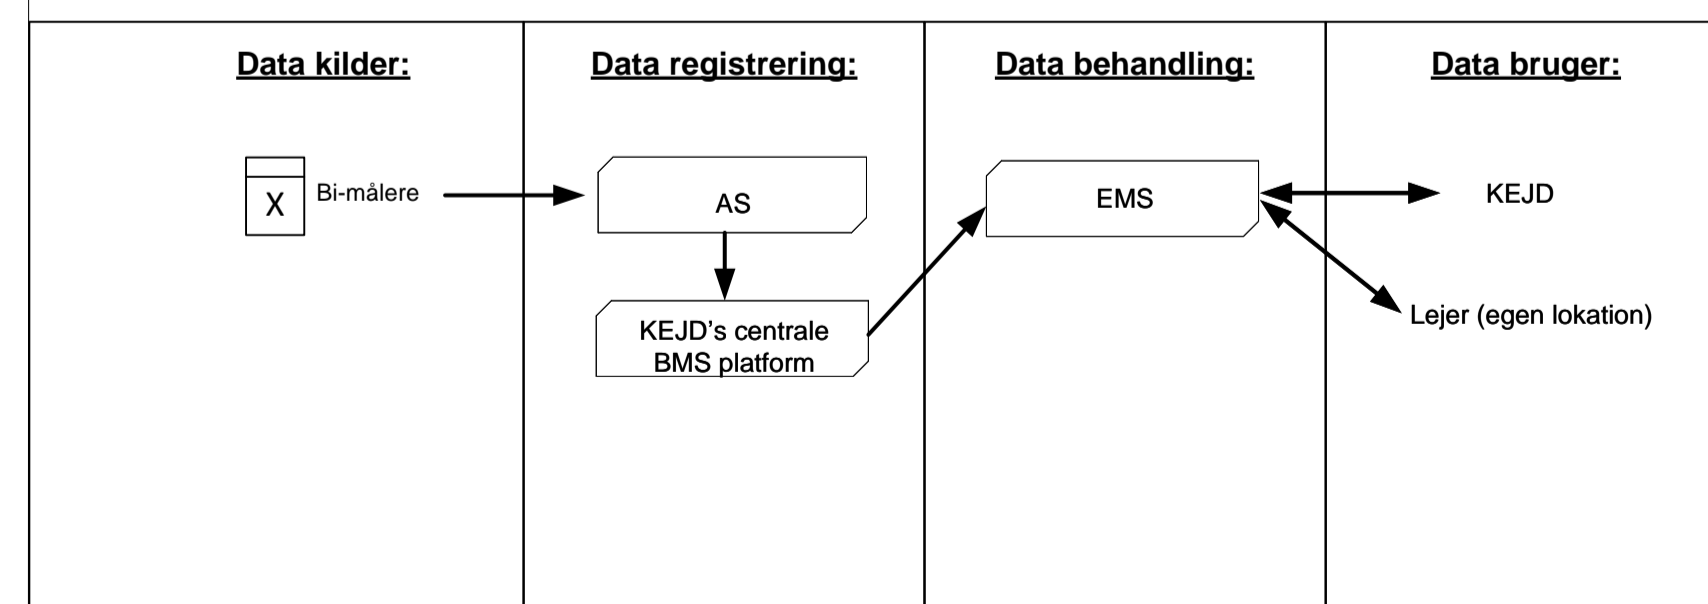 Data kilder:
Data registrering:
Data behandling:
Data bruger:
X
Bi-målere
AS
EMS
KEJD
KEJD’s centrale
BMS platform
Lejer (egen lokation)